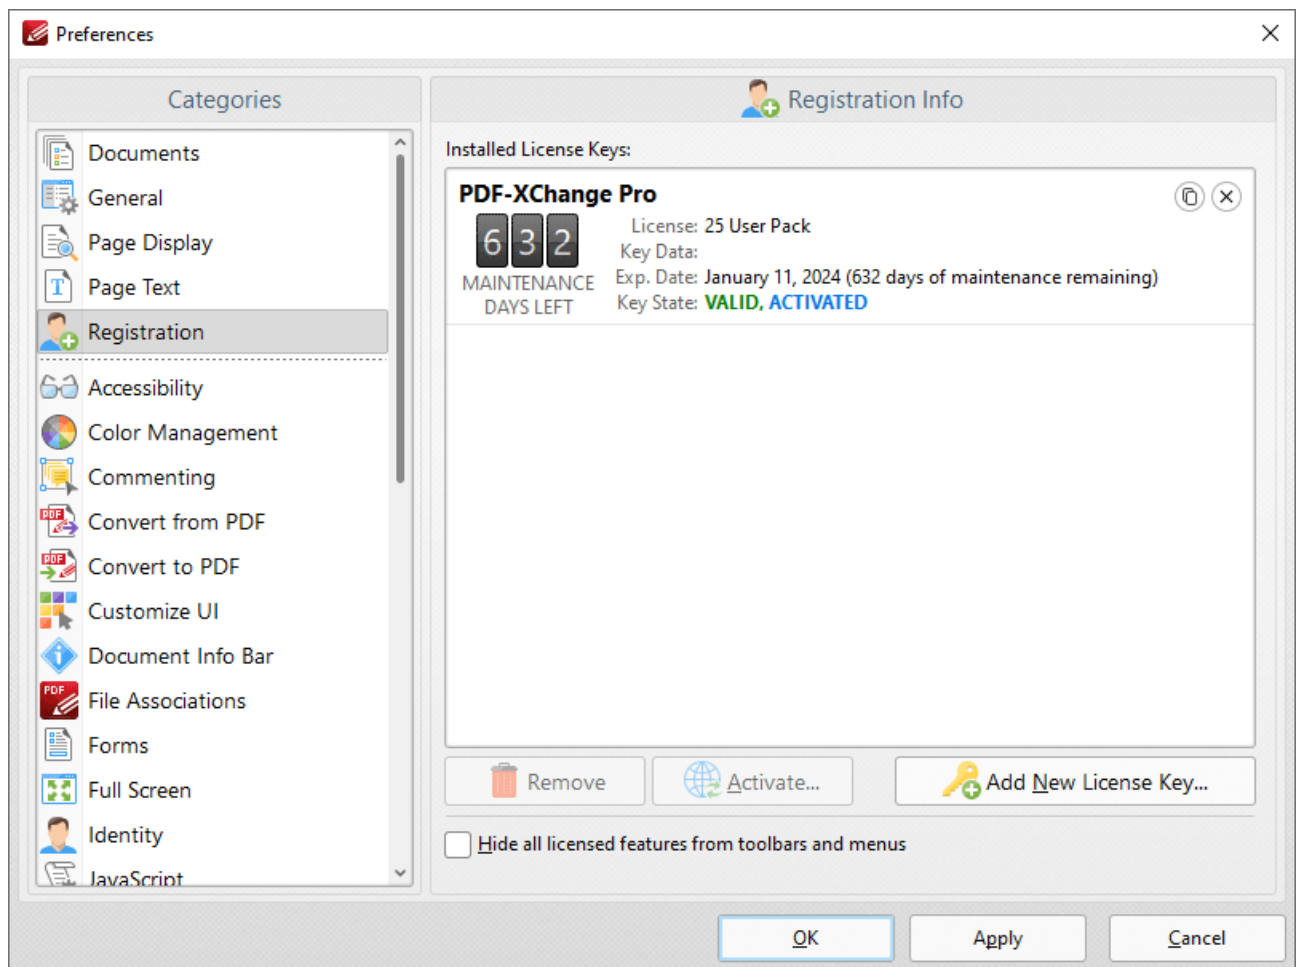 Preferences
Categories
Documents
General
Page Display
Page Text
Registration
Accessibility
Color Management
Commenting
Convert from PDF
Convert to PDF
Customize UI
Document Info Bar
File Associations
Forms
Full Screen
Identity
JavaScript
Registration Info
Installed License Keys:
PDF-XChange Pro
632
MAINTENANCE
DAYS LEFT
License: 25 User Pack
Key Data:
Exp. Date: January 11, 2024 (632 days of maintenance remaining)
Key State: VALID, ACTIVATED
Remove
Activate...
Add New License Key...
Hide all licensed features from toolbars and menus
OK
Apply
Cancel